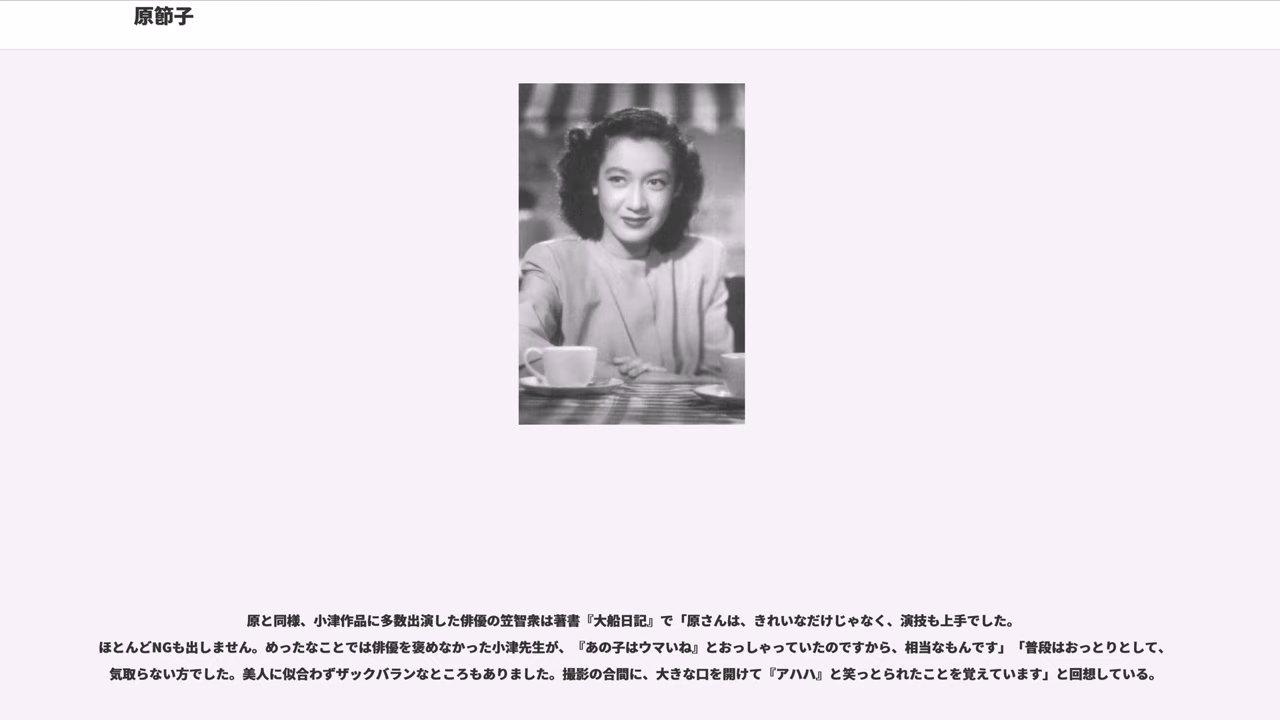 原節子
原と同様、小津作品に多数出演した俳優の笠智衆は著書『大船日記』で「原さんは、きれいなだけじゃなく、演技も上手でした。
ほとんどNGも出しません。めったなことでは俳優を褒めなかった小津先生が、『あの子はウマいね』とおっしゃっていたのですから、相当なもんです」「普段はおっとりとして、
気取らない方でした。美人に似合わずザックバランなところもありました。撮影の合間に、大きな口を開けて『アハハ』と笑っとられたことを覚えています」と回想している。